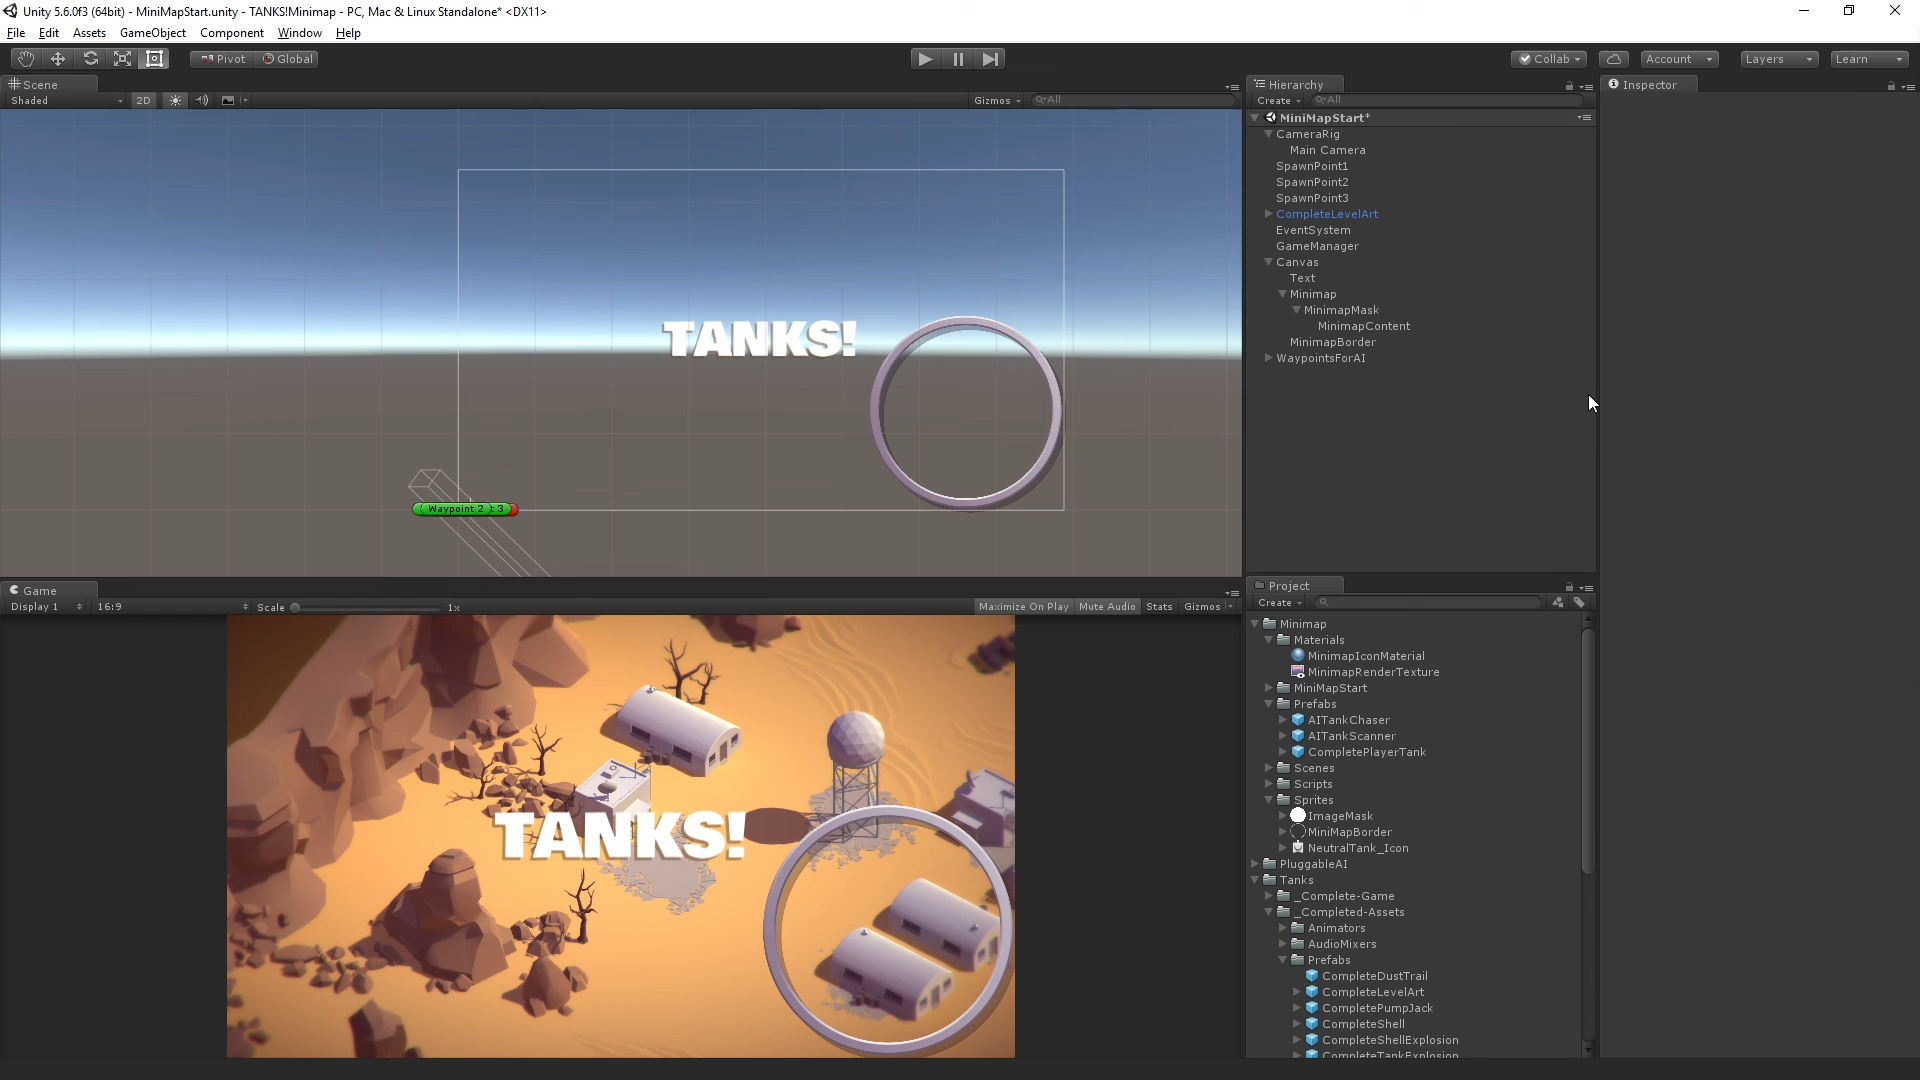 Unity 5.6.0f3 (64bit) - MiniMapStart.unity - TANKS!Minimap - PC, Mac & Linux Standalone* <DX11>
File Edit Assets GameObject Component Window Help
Pivot Global
Collab Account Layers Learn
Scene
Shaded 2D Gizmos All
TANKS!
Waypoint 2 t 3
Game
Display 1 16:9 Scale 1x Maximize On Play Mute Audio Stats Gizmos
TANKS!
Hierarchy
Create All
MiniMapStart*
CameraRig
Main Camera
SpawnPoint1
SpawnPoint2
SpawnPoint3
CompleteLevelArt
EventSystem
GameManager
Canvas
Text
Minimap
MinimapMask
MinimapContent
MinimapBorder
WaypointsForAI
Project
Create
Minimap
Materials
MinimapIconMaterial
MinimapRenderTexture
MiniMapStart
Prefabs
AITankChaser
AITankScanner
CompletePlayerTank
Scenes
Scripts
Sprites
ImageMask
MiniMapBorder
NeutralTank_Icon
PluggableAI
Tanks
_Complete-Game
_Completed-Assets
Animators
AudioMixers
Prefabs
CompleteDustTrail
CompleteLevelArt
CompletePumpJack
CompleteShell
CompleteShellExplosion
CompleteTankExplosion
Inspector